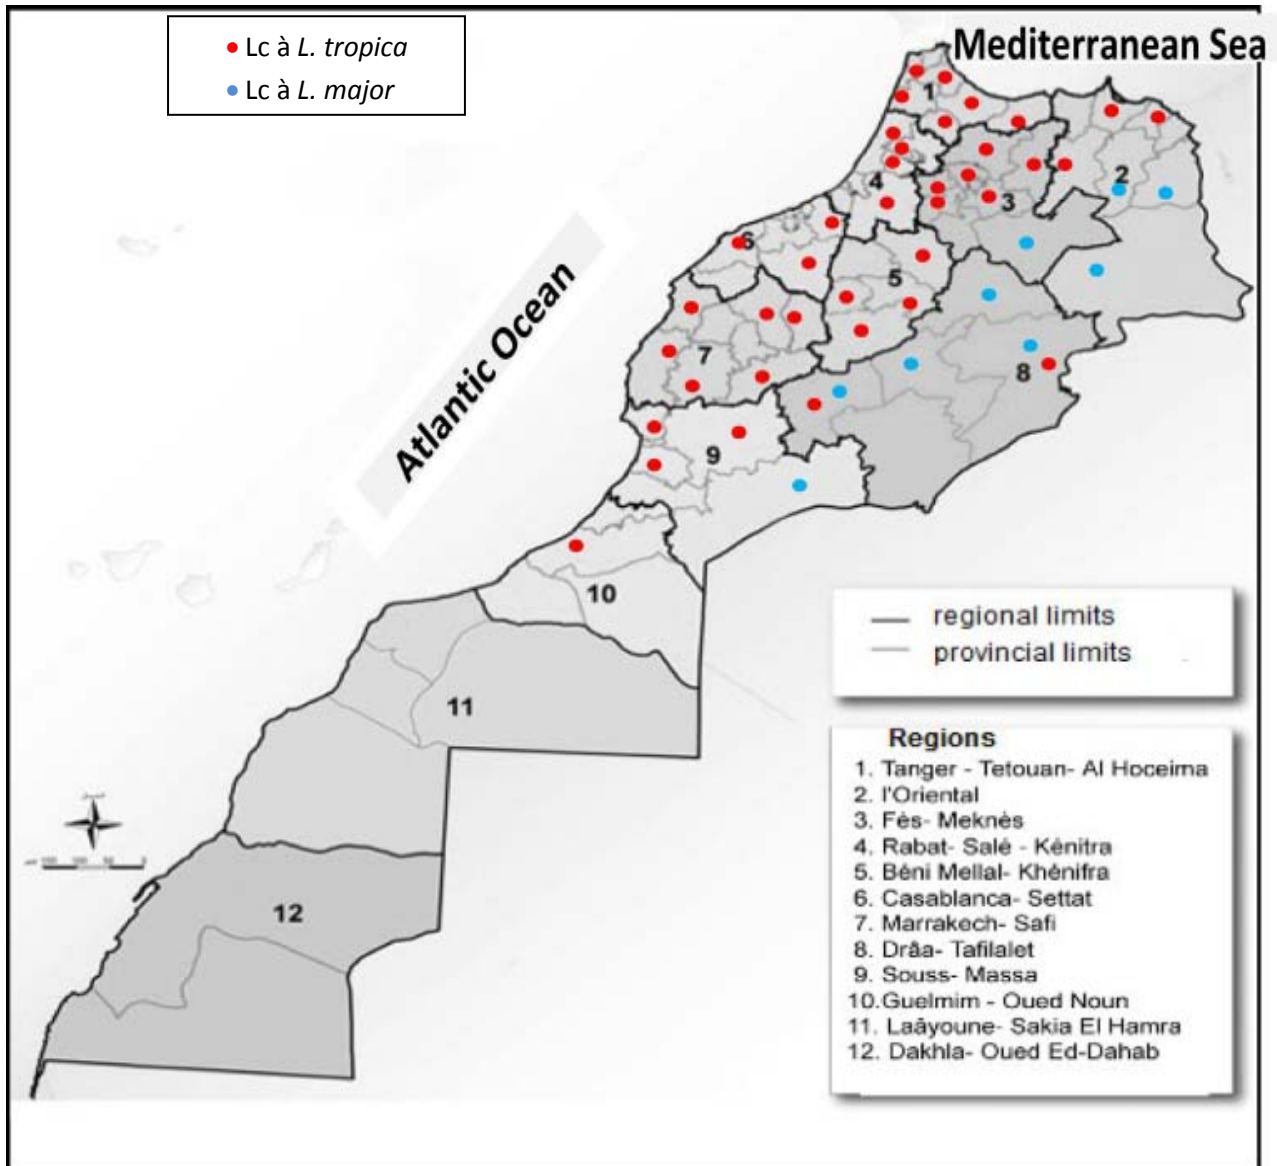 Lc à L. tropica
Lc à L. major
Mediterranean Sea
Atlantic Ocean
1
2
3
4
5
6
7
8
9
10
11
12
regional limits
provincial limits
Regions
1. Tanger - Tetouan- Al Hoceima
2. l'Oriental
3. Fès- Meknès
4. Rabat- Salé - Kénitra
5. Béni Mellal- Khénifra
6. Casablanca- Settat
7. Marrakech- Safi
8. Drâa- Tafilalet
9. Souss- Massa
10.Guelmim - Oued Noun
11. Laâyoune- Sakia El Hamra
12. Dakhla- Oued Ed-Dahab